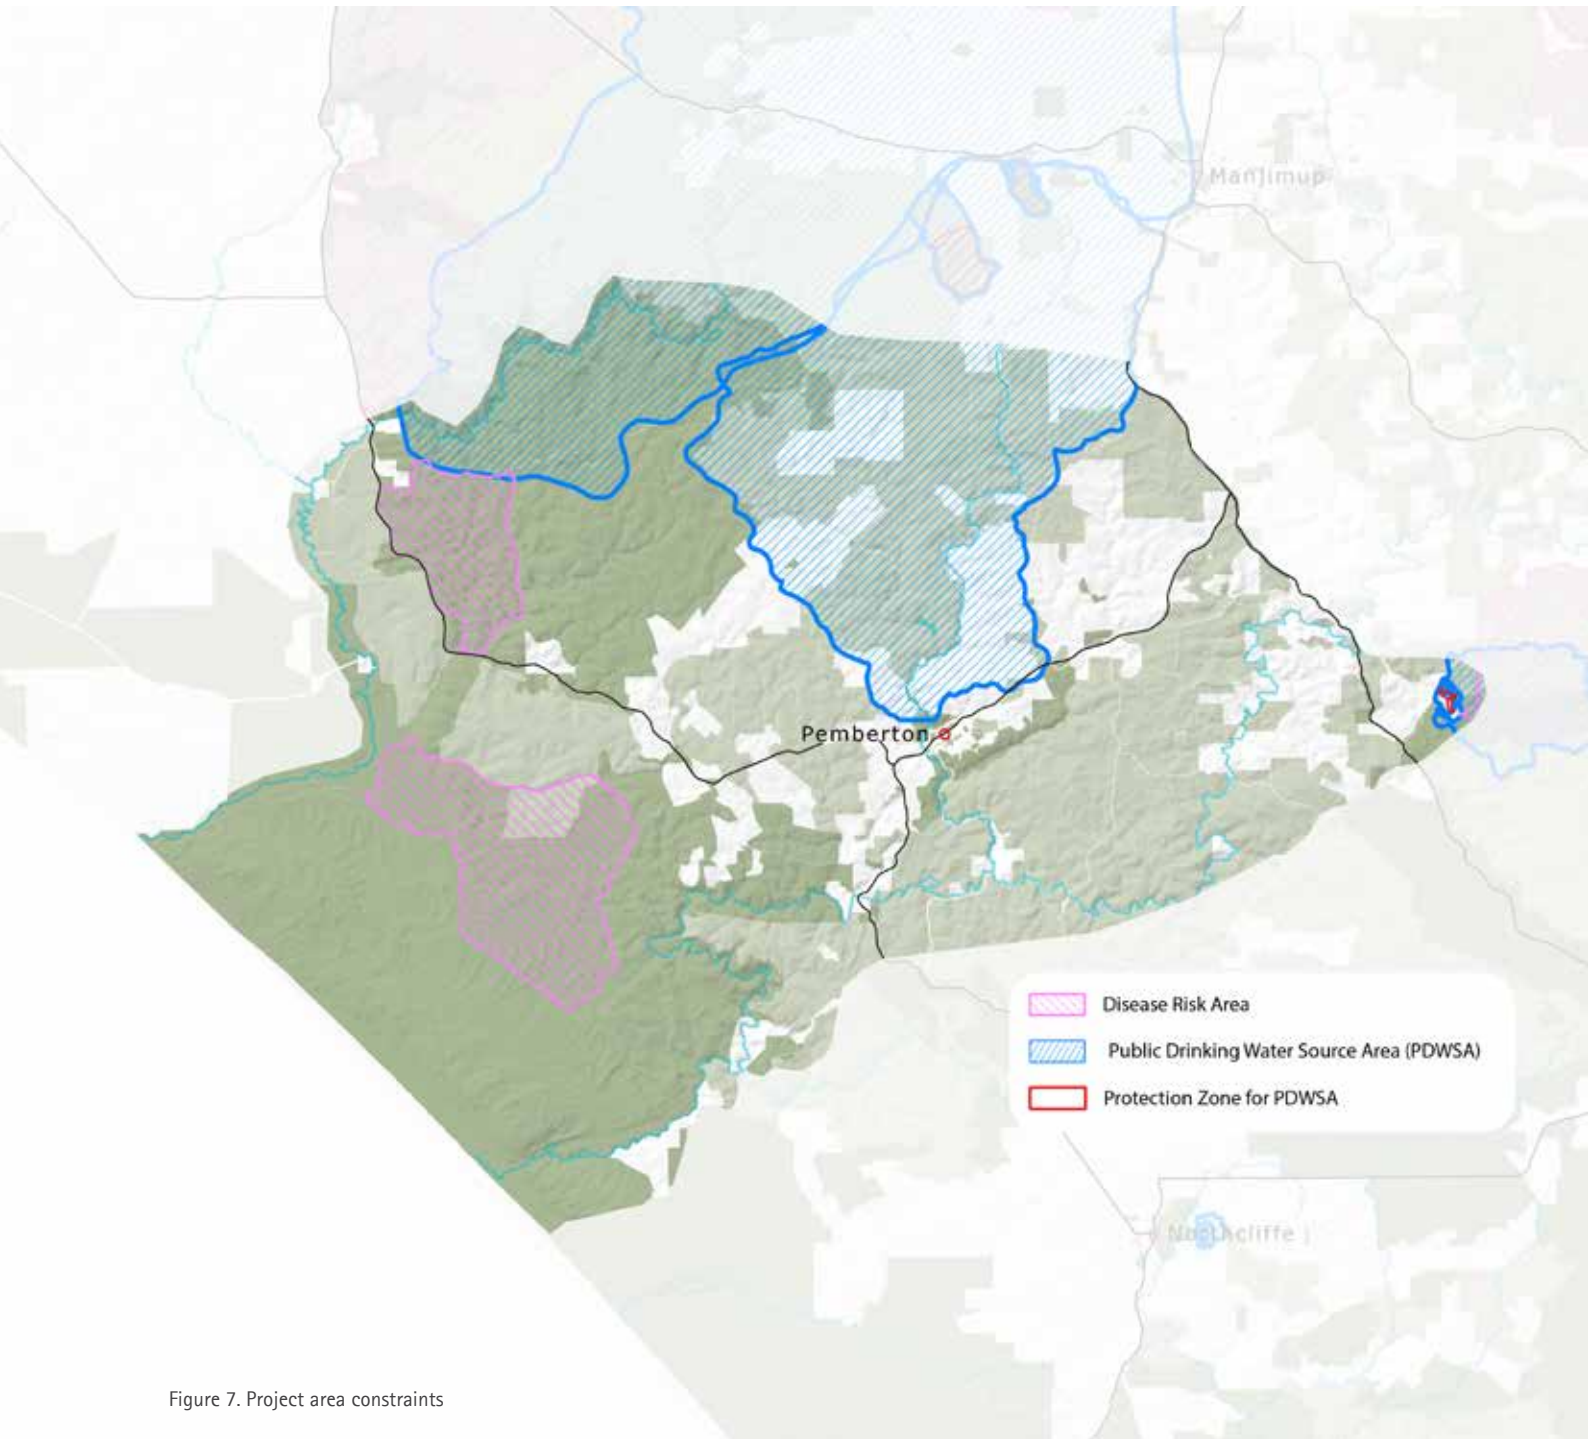 Manjimup
Pemberton
Disease Risk Area
Public Drinking Water Source Area (PDWSA)
Protection Zone for PDWSA
Northcliffe
Figure 7. Project area constraints